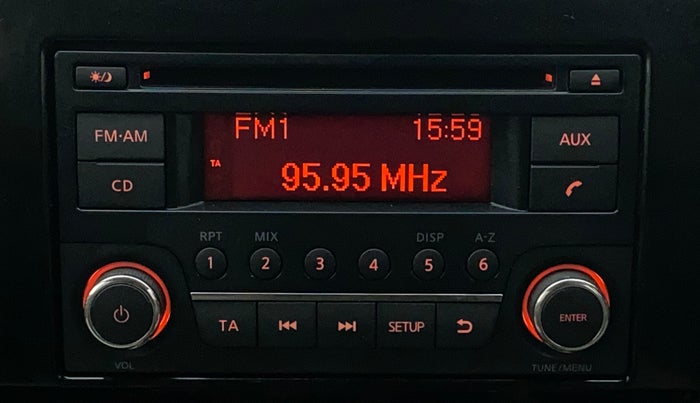 FM1 15:59
TA
95.95 MHz
FM·AM
AUX
CD
RPT MIX DISP A-Z
1 2 3 4 5 6
TA SETUP
ENTER
VOL
TUNE/MENU